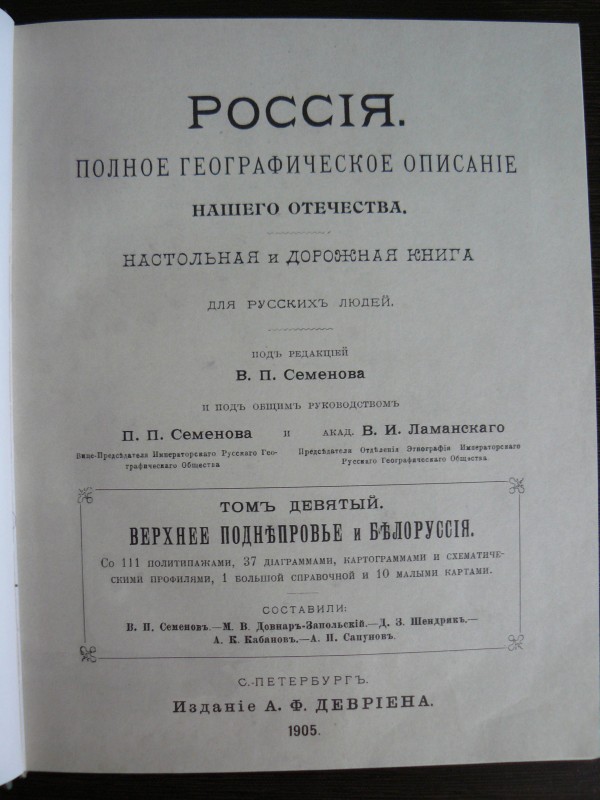 РОССІЯ.
ПОЛНОЕ ГЕОГРАФИЧЕСКОЕ ОПИСАНІЕ
НАШЕГО ОТЕЧЕСТВА.
НАСТОЛЬНАЯ и ДОРОЖНАЯ КНИГА
ДЛЯ РУССКИХЪ ЛЮДЕЙ.
ПОДЪ РЕДАКЦІЕЙ
В. П. Семенова
И ПОДЪ ОБЩИМЪ РУКОВОДСТВОМЪ
П. П. Семенова и АКАД. В. И. Ламанскаго
Вице-Предсѣдателя Императорскаго Русскаго Гео-
графическаго Общества
Предсѣдателя Отдѣленія Этнографіи Императорскаго
Русскаго Географическаго Общества.
ТОМЪ ДЕВЯТЫЙ.
ВЕРХНЕЕ ПОДНѢПРОВЬЕ и БѢЛОРУССІЯ.
Со 111 политипажами, 37 діаграммами, картограммами и схематиче-
скими профилями, 1 большой справочной и 10 малыми картами.
СОСТАВИЛИ:
В. П. Семеновъ.—М. В. Довнаръ-Запольскій.—Д. З. Шендрикъ.—
А. К. Кабановъ.—А. П. Сапуновъ.
С.-ПЕТЕРБУРГЪ.
Изданіе А. Ф. ДЕВРІЕНА.
1905.